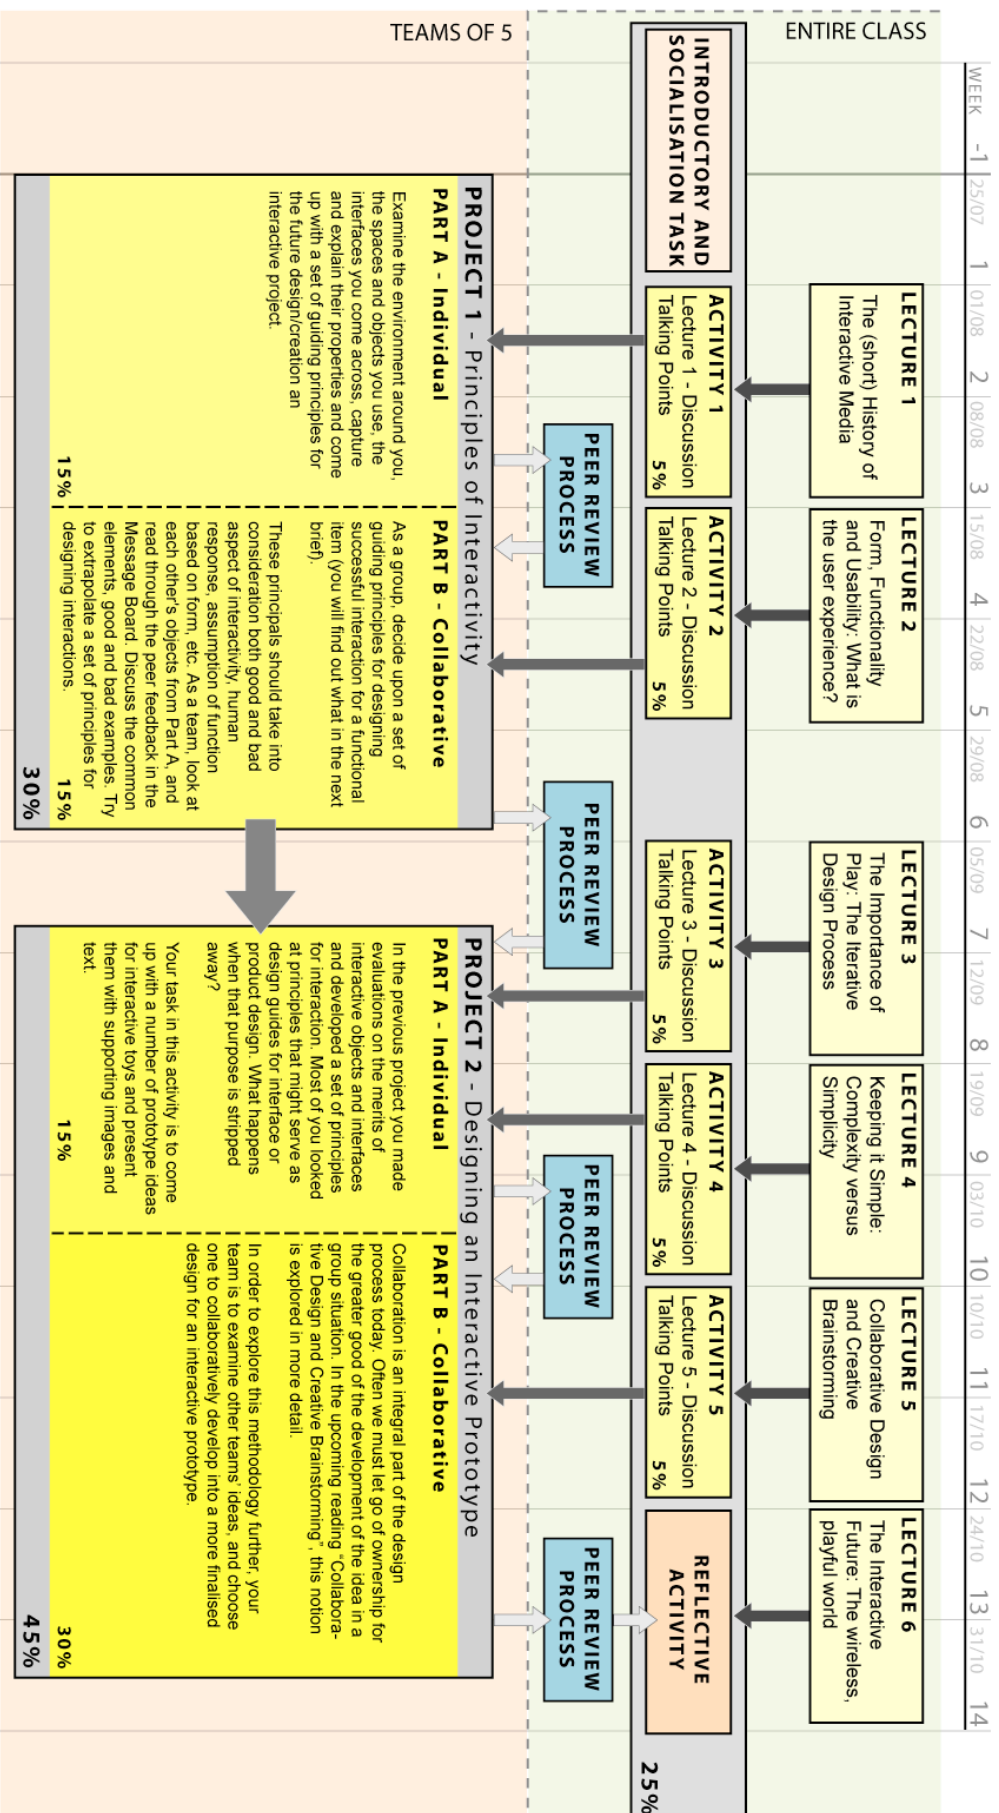 TEAMS OF 5
ENTIRE CLASS
WEEK -1 1 2 3 4 5 6 7 8 9 10 11 12 13 14
25/07 01/08 08/08 15/08 22/08 29/08 05/09 12/09 19/09 03/10 10/10 17/10 24/10 31/10
LECTURE 1
The (short) History of
Interactive Media
LECTURE 2
Form, Functionality
and Usability: What is
the user experience?
LECTURE 3
The Importance of
Play: The Iterative
Design Process
LECTURE 4
Keeping it Simple:
Complexity versus
Simplicity
LECTURE 5
Collaborative Design
and Creative
Brainstorming
LECTURE 6
The Interactive
Future: The wireless,
playful world
INTRODUCTORY AND
SOCIALISATION TASK
ACTIVITY 1
Lecture 1 - Discussion
Talking Points
5%
ACTIVITY 2
Lecture 2 - Discussion
Talking Points
5%
ACTIVITY 3
Lecture 3 - Discussion
Talking Points
5%
ACTIVITY 4
Lecture 4 - Discussion
Talking Points
5%
ACTIVITY 5
Lecture 5 - Discussion
Talking Points
5%
REFLECTIVE
ACTIVITY
25%
PEER REVIEW
PROCESS
PEER REVIEW
PROCESS
PEER REVIEW
PROCESS
PEER REVIEW
PROCESS
PROJECT 1 - Principles of Interactivity
PART A - Individual
Examine the environment around you,
the spaces and objects you use, the
interfaces you come across, capture
and explain their properties and come
up with a set of guiding principles for
the future design/creation an
interactive project.
15%
PART B - Collaborative
As a group, decide upon a set of
guiding principles for designing
successful interaction for a functional
item (you will find out what in the next
brief).
These principals should take into
consideration both good and bad
aspect of interactivity, human
response, assumption of function
based on form, etc. As a team, look at
each other's objects from Part A, and
read through the peer feedback in the
Message Board. Discuss the common
elements, good and bad examples. Try
to extrapolate a set of principles for
designing interactions.
15%
30%
PROJECT 2 - Designing an Interactive Prototype
PART A - Individual
In the previous project you made
evaluations on the merits of
interactive objects and interfaces
and developed a set of principles
for interaction. Most of you looked
at principles that might serve as
design guides for interface or
product design. What happens
when that purpose is stripped
away?
Your task in this activity is to come
up with a number of prototype ideas
for interactive toys and present
them with supporting images and
text.
15%
PART B - Collaborative
Collaboration is an integral part of the design
process today. Often we must let go of ownership for
the greater good of the development of the idea in a
group situation. In the upcoming reading “Collabora-
tive Design and Creative Brainstorming”, this notion
is explored in more detail.
In order to explore this methodology further, your
team is to examine other teams' ideas, and choose
one to collaboratively develop into a more finalised
design for an interactive prototype.
30%
45%